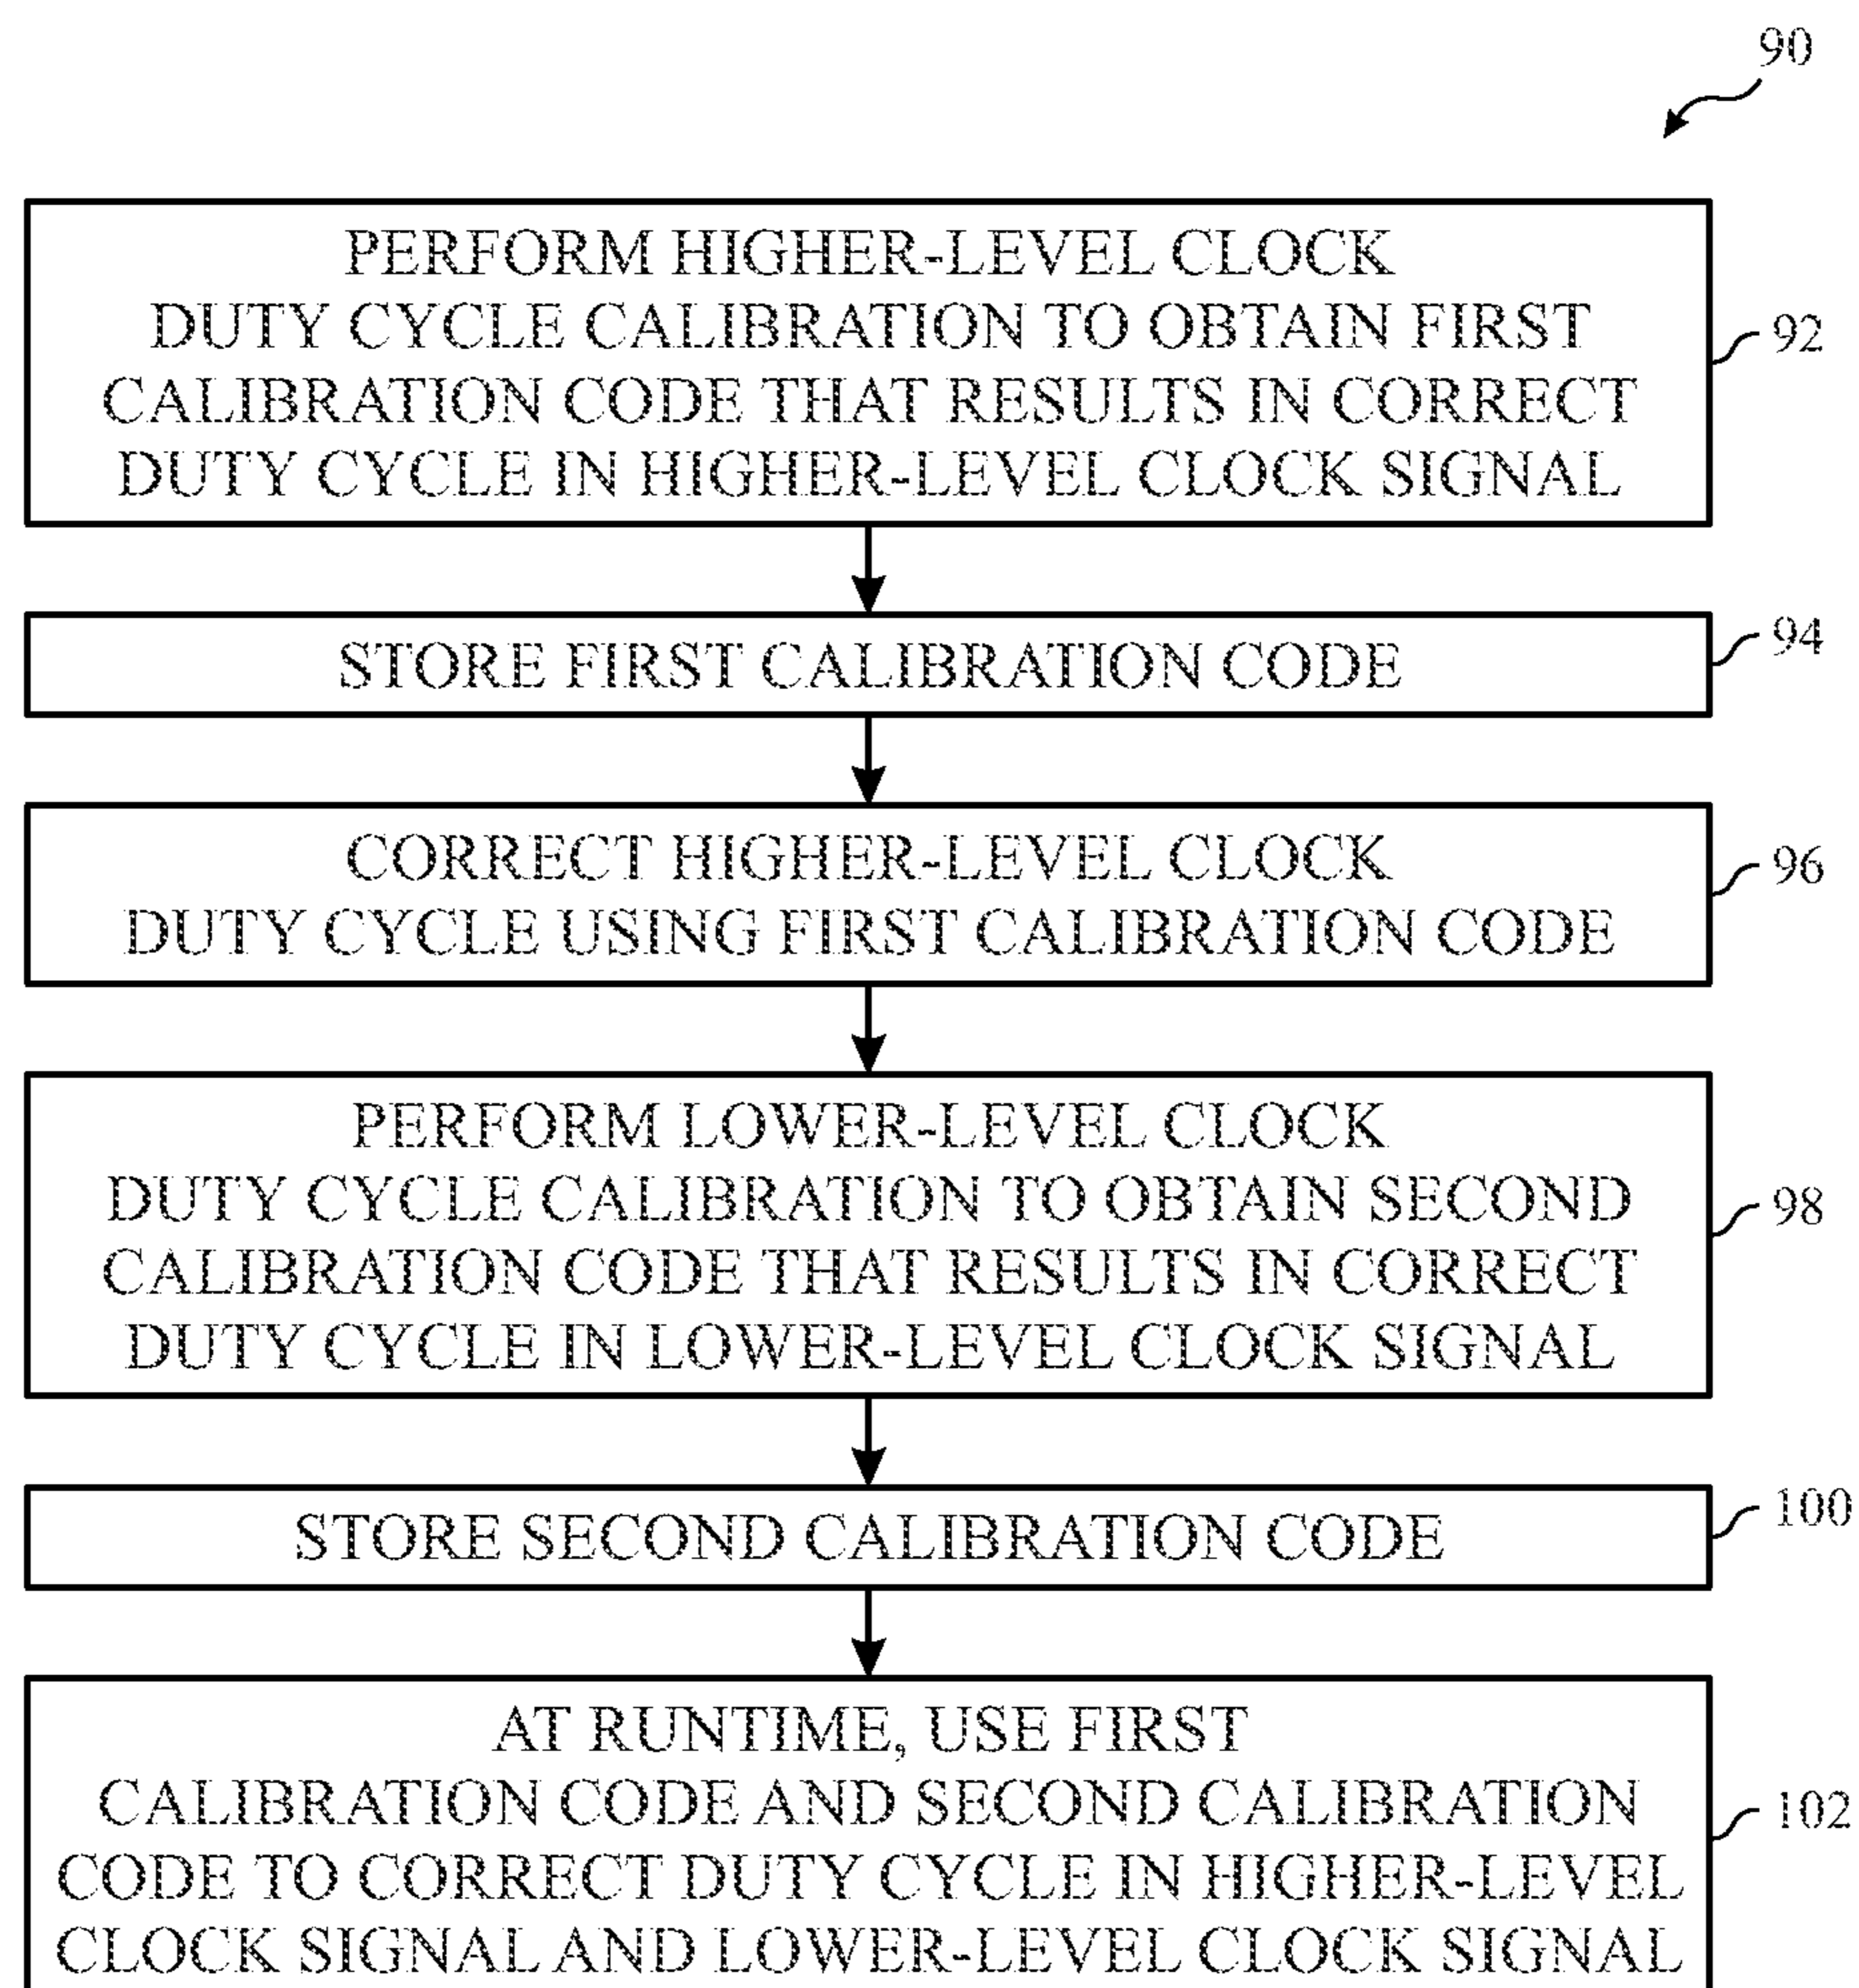 90
PERFORM HIGHER-LEVEL CLOCK
DUTY CYCLE CALIBRATION TO OBTAIN FIRST
CALIBRATION CODE THAT RESULTS IN CORRECT
DUTY CYCLE IN HIGHER-LEVEL CLOCK SIGNAL
92
STORE FIRST CALIBRATION CODE
94
CORRECT HIGHER-LEVEL CLOCK
DUTY CYCLE USING FIRST CALIBRATION CODE
96
PERFORM LOWER-LEVEL CLOCK
DUTY CYCLE CALIBRATION TO OBTAIN SECOND
CALIBRATION CODE THAT RESULTS IN CORRECT
DUTY CYCLE IN LOWER-LEVEL CLOCK SIGNAL
98
STORE SECOND CALIBRATION CODE
100
AT RUNTIME, USE FIRST
CALIBRATION CODE AND SECOND CALIBRATION
CODE TO CORRECT DUTY CYCLE IN HIGHER-LEVEL
CLOCK SIGNAL AND LOWER-LEVEL CLOCK SIGNAL
102